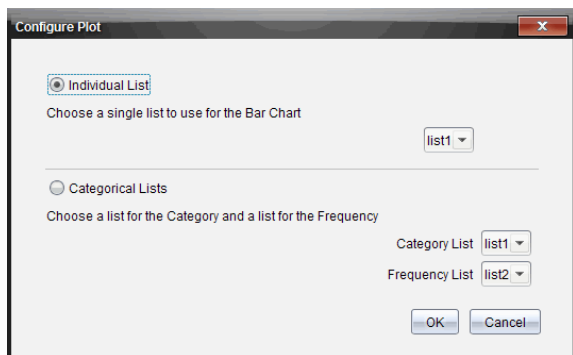 Configure Plot
Individual List
Choose a single list to use for the Bar Chart
list1
Categorical Lists
Choose a list for the Category and a list for the Frequency
Category List list1
Frequency List list2
OK Cancel